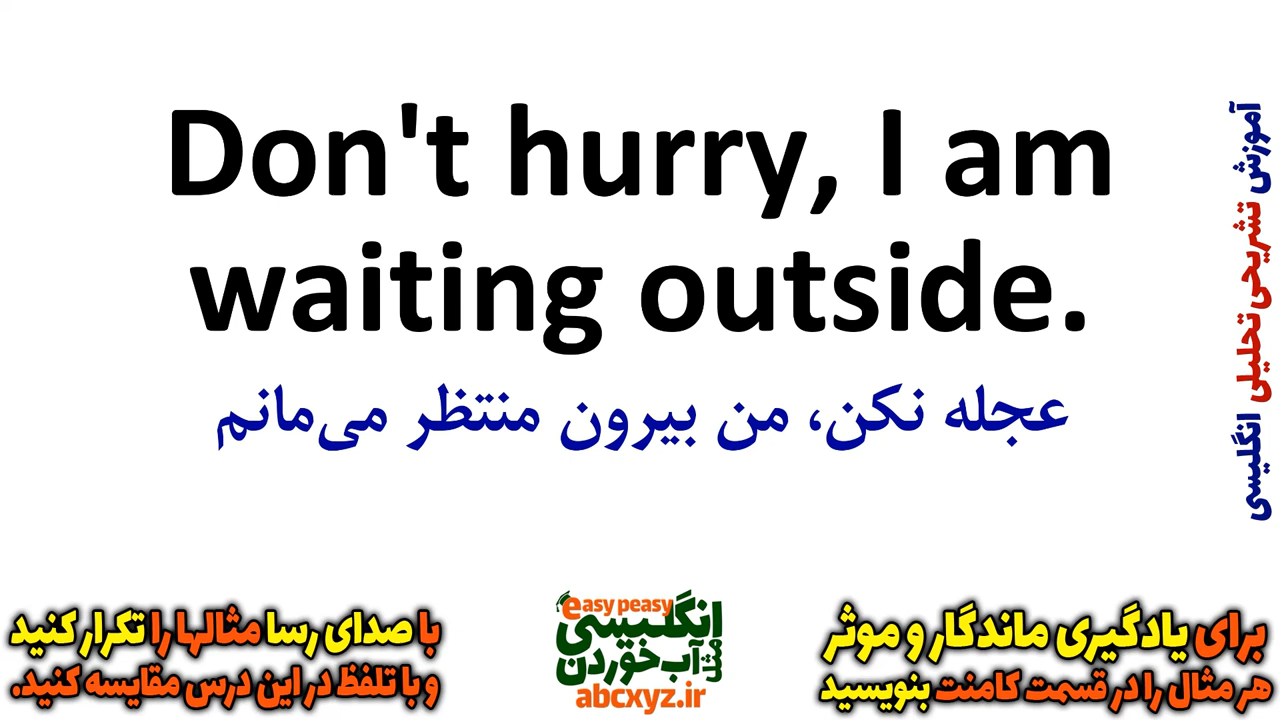 Don't hurry, I am
waiting outside.
عجله نکن، من بیرون منتظر می‌مانم
آموزش تشریحی تحلیلی انگلیسی
برای یادگیری ماندگار و موثر
هر مثال را در قسمت کامنت بنویسید
easy peasy
انگلیسی
مثل آب خوردن
abcxyz.ir
با صدای رسا مثالها را تکرار کنید
و با تلفظ در این درس مقایسه کنید.